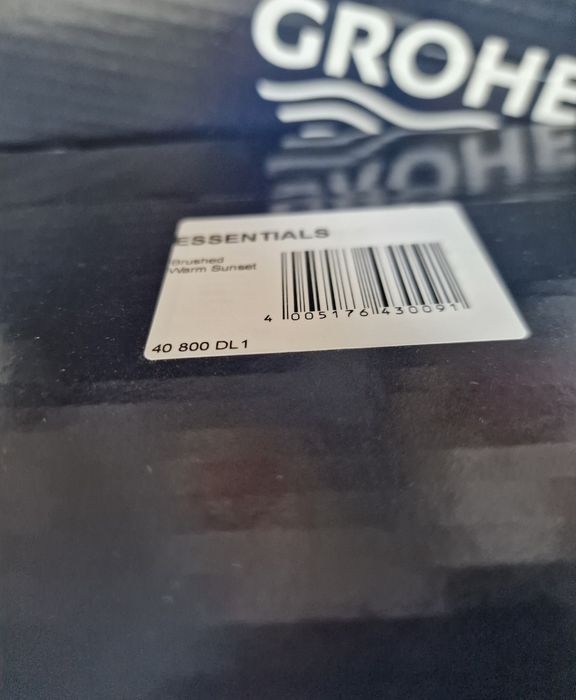 GROHE
ESSENTIALS
Brushed
Warm Sunset
4 005176 430091
40 800 DL1